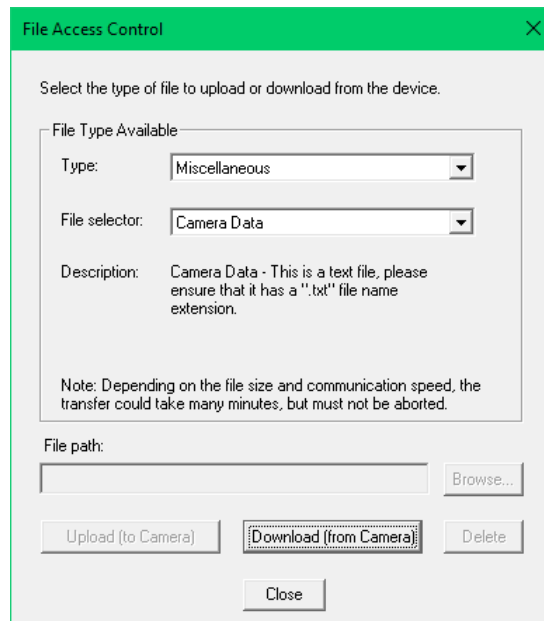 File Access Control
Select the type of file to upload or download from the device.
File Type Available
Type:
Miscellaneous
File selector:
Camera Data
Description:
Camera Data - This is a text file, please
ensure that it has a ".txt" file name
extension.
Note: Depending on the file size and communication speed, the
transfer could take many minutes, but must not be aborted.
File path:
Browse...
Upload (to Camera)
Download (from Camera)
Delete
Close